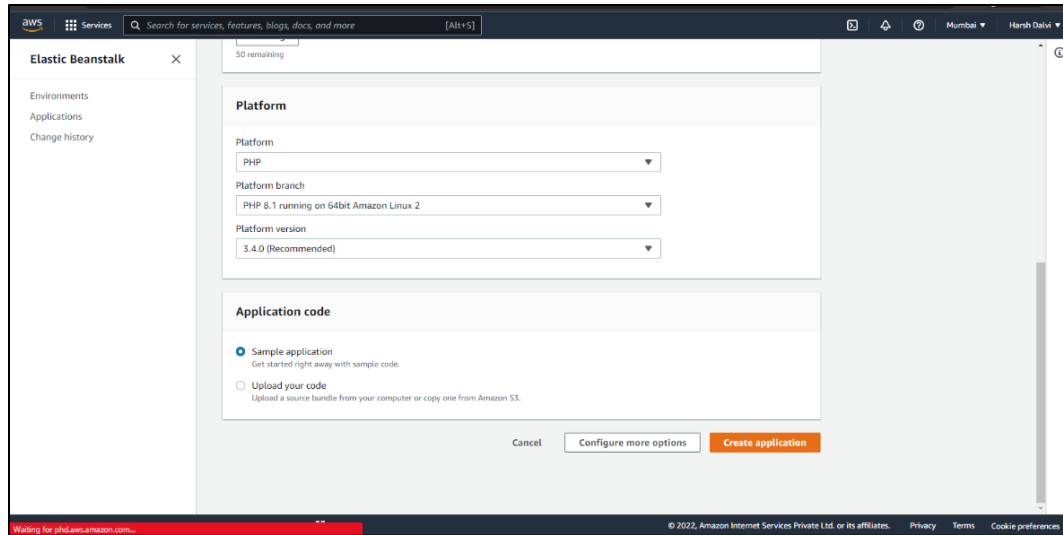 aws
Services
Search for services, features, blogs, docs, and more
[Alt+S]
Mumbai
Harsh Dalvi
Elastic Beanstalk
Environments
Applications
Change history
50 remaining
Platform
Platform
PHP
Platform branch
PHP 8.1 running on 64bit Amazon Linux 2
Platform version
3.4.0 (Recommended)
Application code
Sample application
Get started right away with sample code.
Upload your code
Upload a source bundle from your computer or copy one from Amazon S3.
Cancel
Configure more options
Create application
Waiting for phd.aws.amazon.com...
© 2022, Amazon Internet Services Private Ltd. or its affiliates.
Privacy
Terms
Cookie preferences